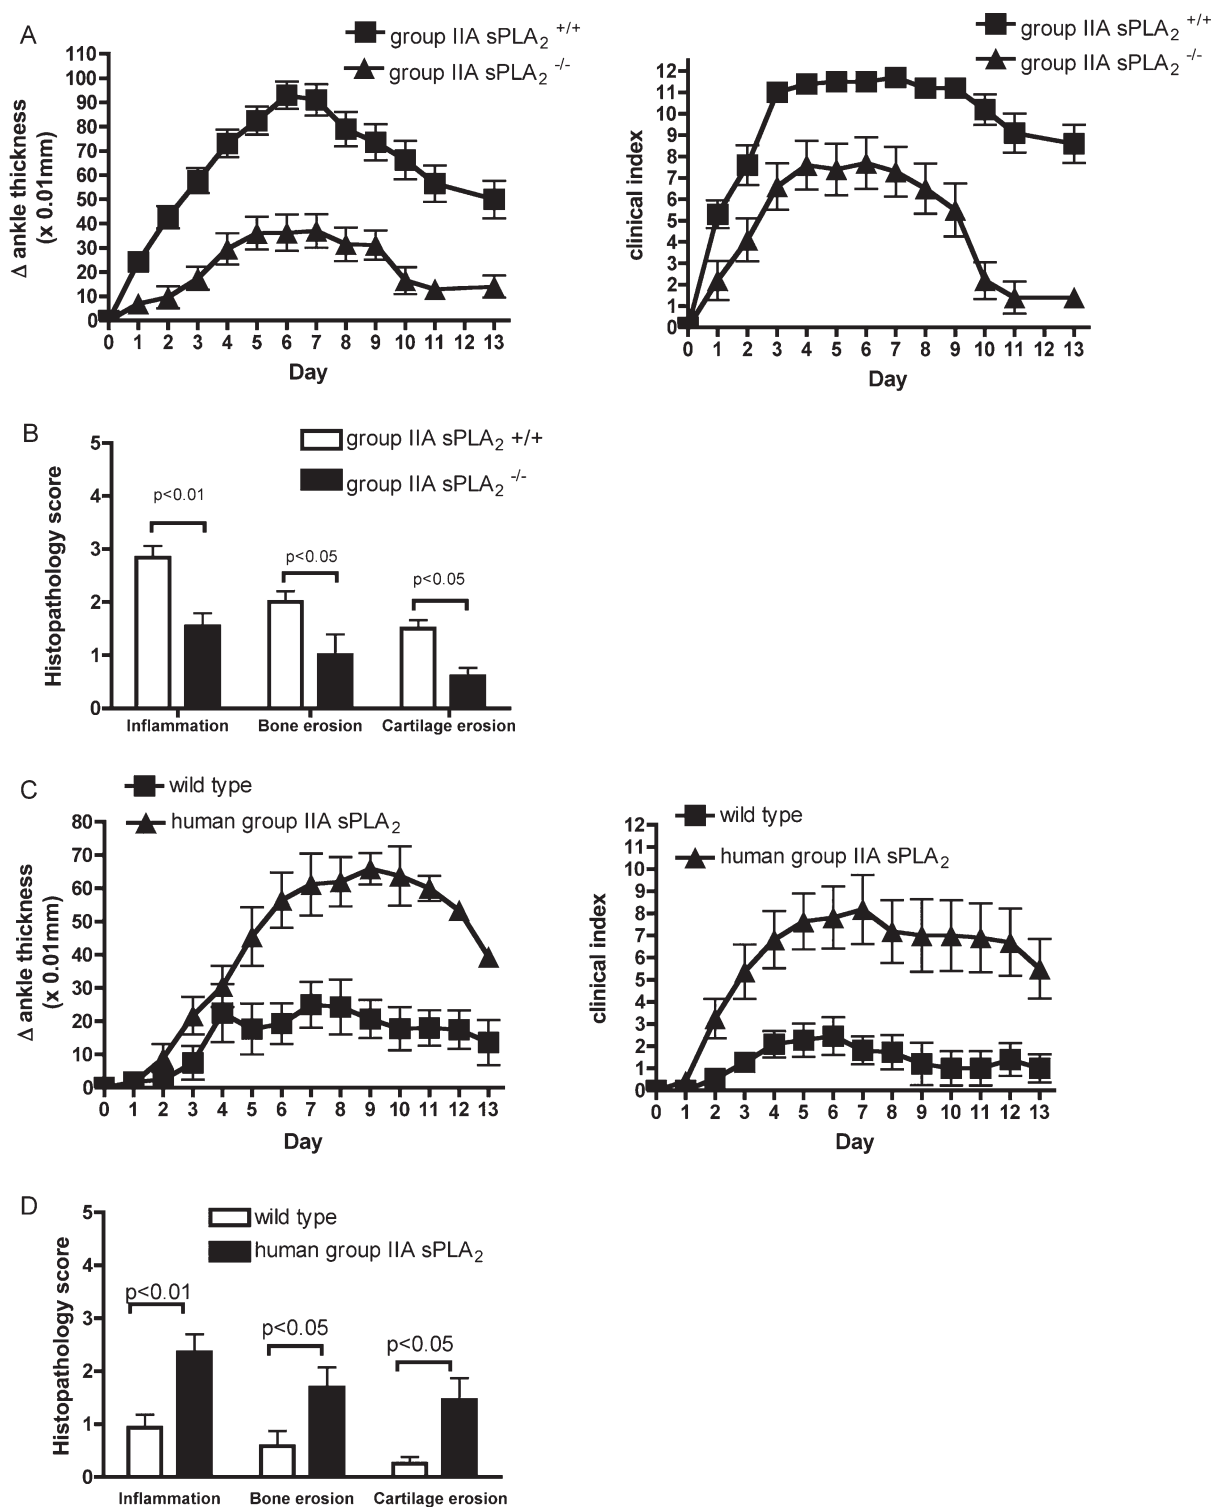 A
group IIA sPLA2 +/+
group IIA sPLA2 -/-
Δ ankle thickness
(x 0.01mm)
110
100
90
80
70
60
50
40
30
20
10
0
0 1 2 3 4 5 6 7 8 9 10 11 12 13
Day
group IIA sPLA2 +/+
group IIA sPLA2 -/-
clinical index
12
11
10
9
8
7
6
5
4
3
2
1
0
0 1 2 3 4 5 6 7 8 9 10 11 12 13
Day
B
group IIA sPLA2 +/+
group IIA sPLA2 -/-
Histopathology score
5
4
3
2
1
0
p<0.01
p<0.05
p<0.05
Inflammation Bone erosion Cartilage erosion
C
wild type
human group IIA sPLA2
Δ ankle thickness
(x 0.01mm)
80
70
60
50
40
30
20
10
0
0 1 2 3 4 5 6 7 8 9 10 11 12 13
Day
wild type
human group IIA sPLA2
clinical index
12
11
10
9
8
7
6
5
4
3
2
1
0
0 1 2 3 4 5 6 7 8 9 10 11 12 13
Day
D
wild type
human group IIA sPLA2
Histopathology score
5
4
3
2
1
0
p<0.01
p<0.05
p<0.05
Inflammation Bone erosion Cartilage erosion